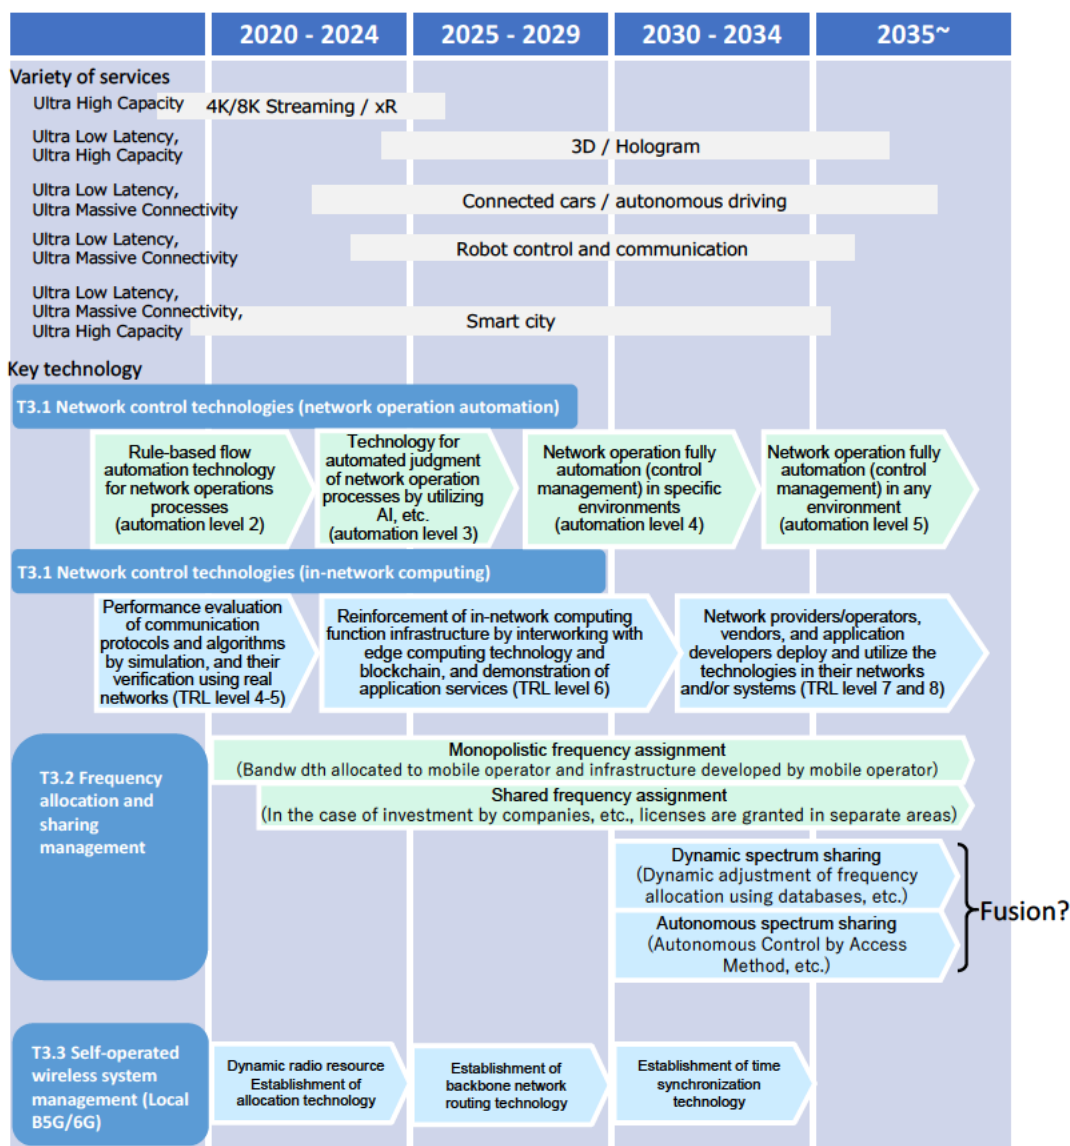 2020 - 2024
2025 - 2029
2030 - 2034
2035~
Variety of services
Ultra High Capacity
4K/8K Streaming / xR
Ultra Low Latency,
Ultra High Capacity
3D / Hologram
Ultra Low Latency,
Ultra Massive Connectivity
Connected cars / autonomous driving
Ultra Low Latency,
Ultra Massive Connectivity
Robot control and communication
Ultra Low Latency,
Ultra Massive Connectivity,
Ultra High Capacity
Smart city
Key technology
T3.1 Network control technologies (network operation automation)
Rule-based flow
automation technology
for network operations
processes
(automation level 2)
Technology for
automated judgment
of network operation
processes by utilizing
AI, etc.
(automation level 3)
Network operation fully
automation (control
management) in specific
environments
(automation level 4)
Network operation fully
automation (control
management) in any
environment
(automation level 5)
T3.1 Network control technologies (in-network computing)
Performance evaluation
of communication
protocols and algorithms
by simulation, and their
verification using real
networks (TRL level 4-5)
Reinforcement of in-network computing
function infrastructure by interworking with
edge computing technology and
blockchain, and demonstration of
application services (TRL level 6)
Network providers/operators,
vendors, and application
developers deploy and utilize the
technologies in their networks
and/or systems (TRL level 7 and 8)
T3.2 Frequency
allocation and
sharing
management
Monopolistic frequency assignment
(Bandw dth allocated to mobile operator and infrastructure developed by mobile operator)
Shared frequency assignment
(In the case of investment by companies, etc., licenses are granted in separate areas)
Dynamic spectrum sharing
(Dynamic adjustment of frequency
allocation using databases, etc.)
Autonomous spectrum sharing
(Autonomous Control by Access
Method, etc.)
Fusion?
T3.3 Self-operated
wireless system
management (Local
B5G/6G)
Dynamic radio resource
Establishment of
allocation technology
Establishment of
backbone network
routing technology
Establishment of time
synchronization
technology